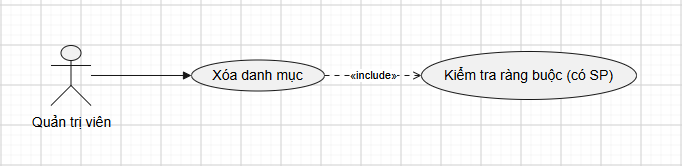 Xóa danh mục
«include»
Kiểm tra ràng buộc (có SP)
Quản trị viên